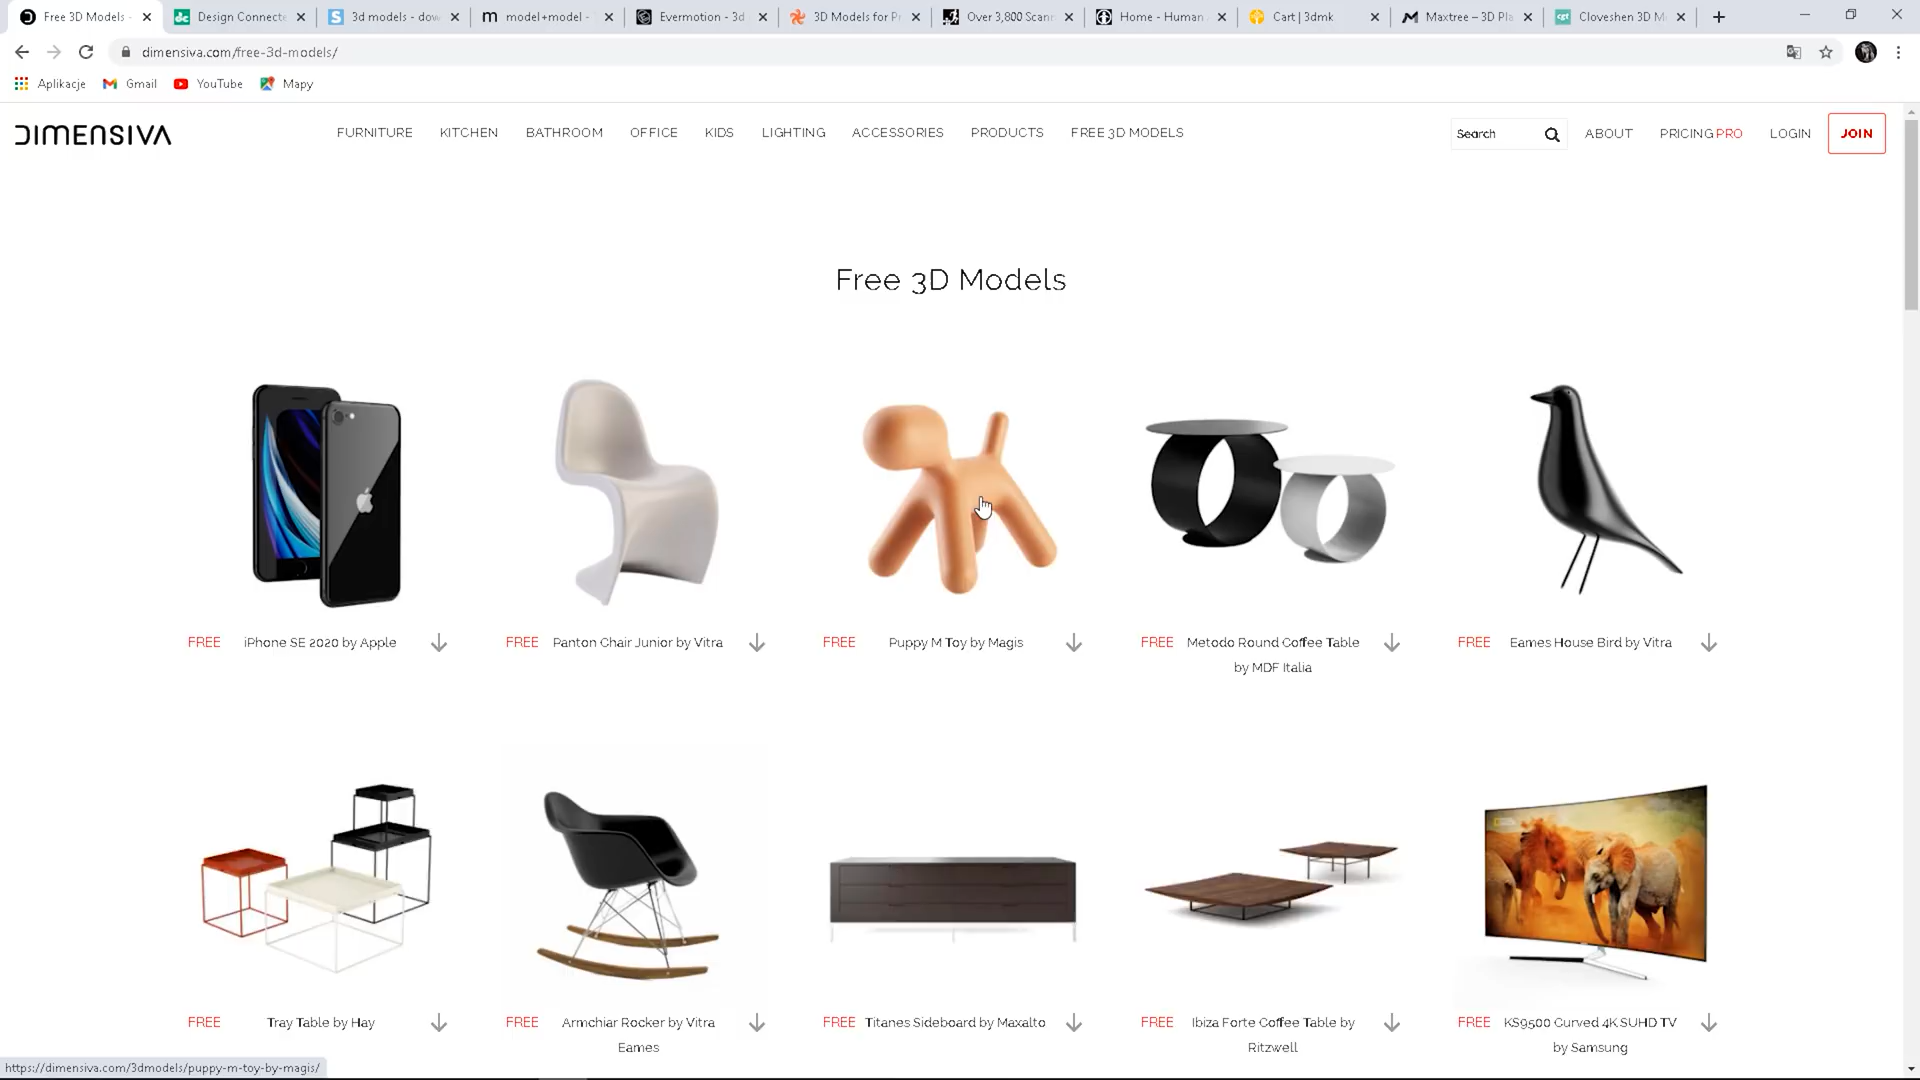 Free 3D Models -
Design Connecte
3d models - dow
model+model - T
Evermotion - 3d
3D Models for Pr
Over 3,800 Scann
Home - Human
Cart | 3dmk
Maxtree – 3D Pla
Cloveshen 3D M
dimensiva.com/free-3d-models/
Aplikacje
Gmail
YouTube
Mapy
DIMENSIVA
FURNITURE
KITCHEN
BATHROOM
OFFICE
KIDS
LIGHTING
ACCESSORIES
PRODUCTS
FREE 3D MODELS
Search
ABOUT
PRICING PRO
LOGIN
JOIN
Free 3D Models
FREE iPhone SE 2020 by Apple
FREE Panton Chair Junior by Vitra
FREE Puppy M Toy by Magis
FREE Metodo Round Coffee Table
by MDF Italia
FREE Eames House Bird by Vitra
FREE Tray Table by Hay
FREE Armchiar Rocker by Vitra
Eames
FREE Titanes Sideboard by Maxalto
FREE Ibiza Forte Coffee Table by
Ritzwell
FREE KS9500 Curved 4K SUHD TV
by Samsung
https://dimensiva.com/3dmodels/puppy-m-toy-by-magis/